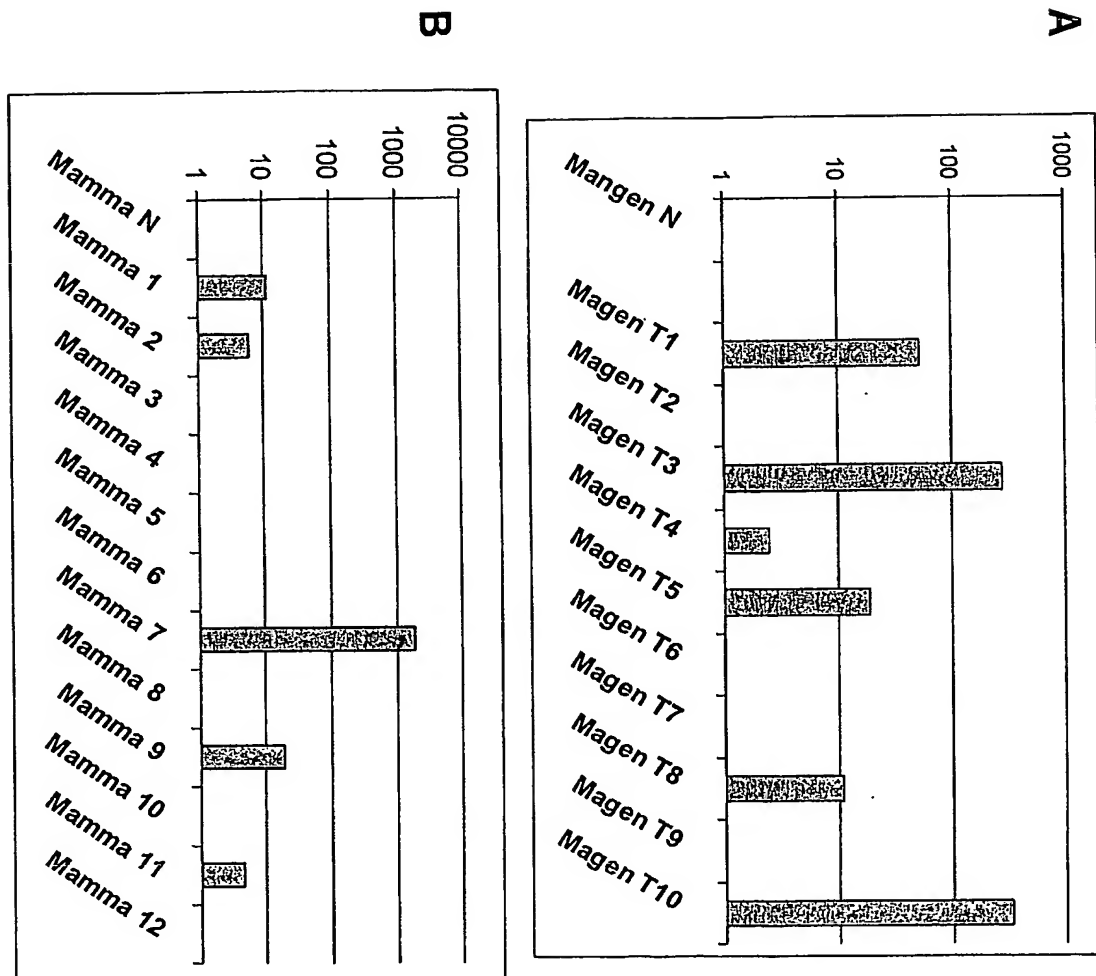 A
1000
100
10
1
Mangen N
Magen T1
Magen T2
Magen T3
Magen T4
Magen T5
Magen T6
Magen T7
Magen T8
Magen T9
Magen T10
B
10000
1000
100
10
1
Mamma N
Mamma 1
Mamma 2
Mamma 3
Mamma 4
Mamma 5
Mamma 6
Mamma 7
Mamma 8
Mamma 9
Mamma 10
Mamma 11
Mamma 12